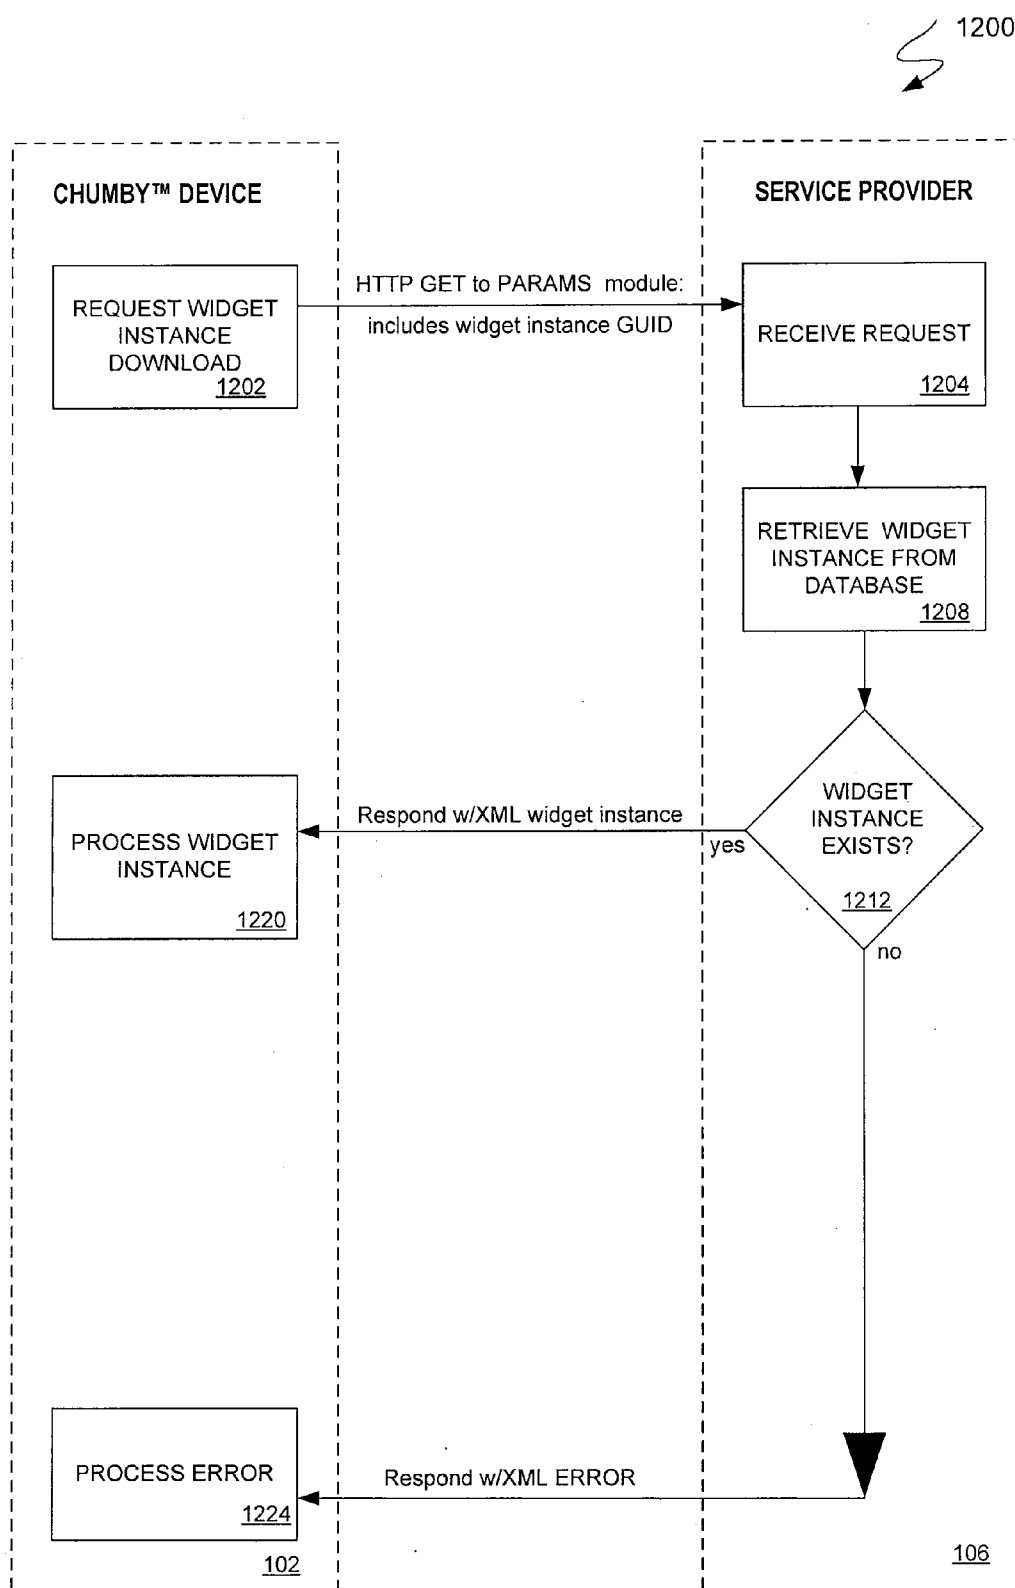 1200
CHUMBY™ DEVICE
SERVICE PROVIDER
REQUEST WIDGET
INSTANCE
DOWNLOAD
1202
HTTP GET to PARAMS module:
includes widget instance GUID
RECEIVE REQUEST
1204
RETRIEVE WIDGET
INSTANCE FROM
DATABASE
1208
WIDGET
INSTANCE
EXISTS?
1212
yes
no
Respond w/XML widget instance
PROCESS WIDGET
INSTANCE
1220
PROCESS ERROR
1224
Respond w/XML ERROR
102
106